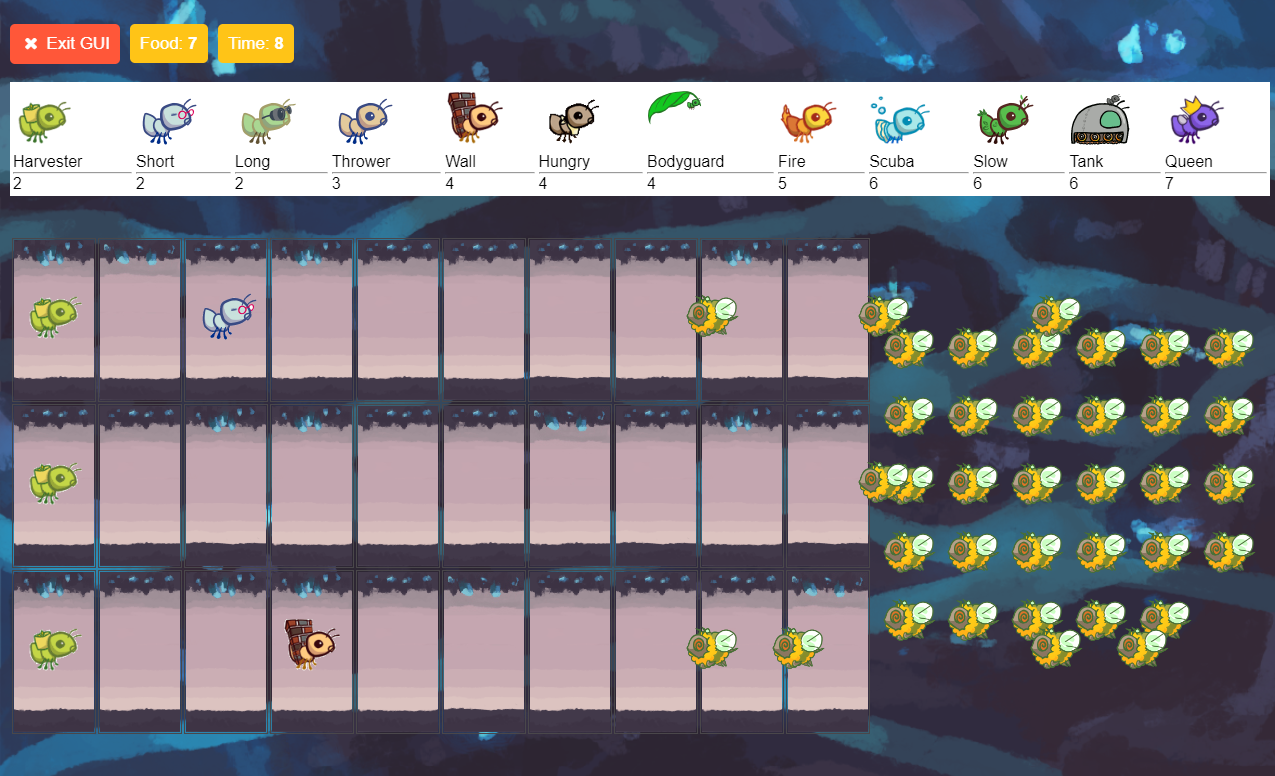 ✖ Exit GUI Food: 7 Time: 8
Harvester Short Long Thrower Wall Hungry Bodyguard Fire Scuba Slow Tank Queen
2 2 2 3 4 4 4 5 6 6 6 7